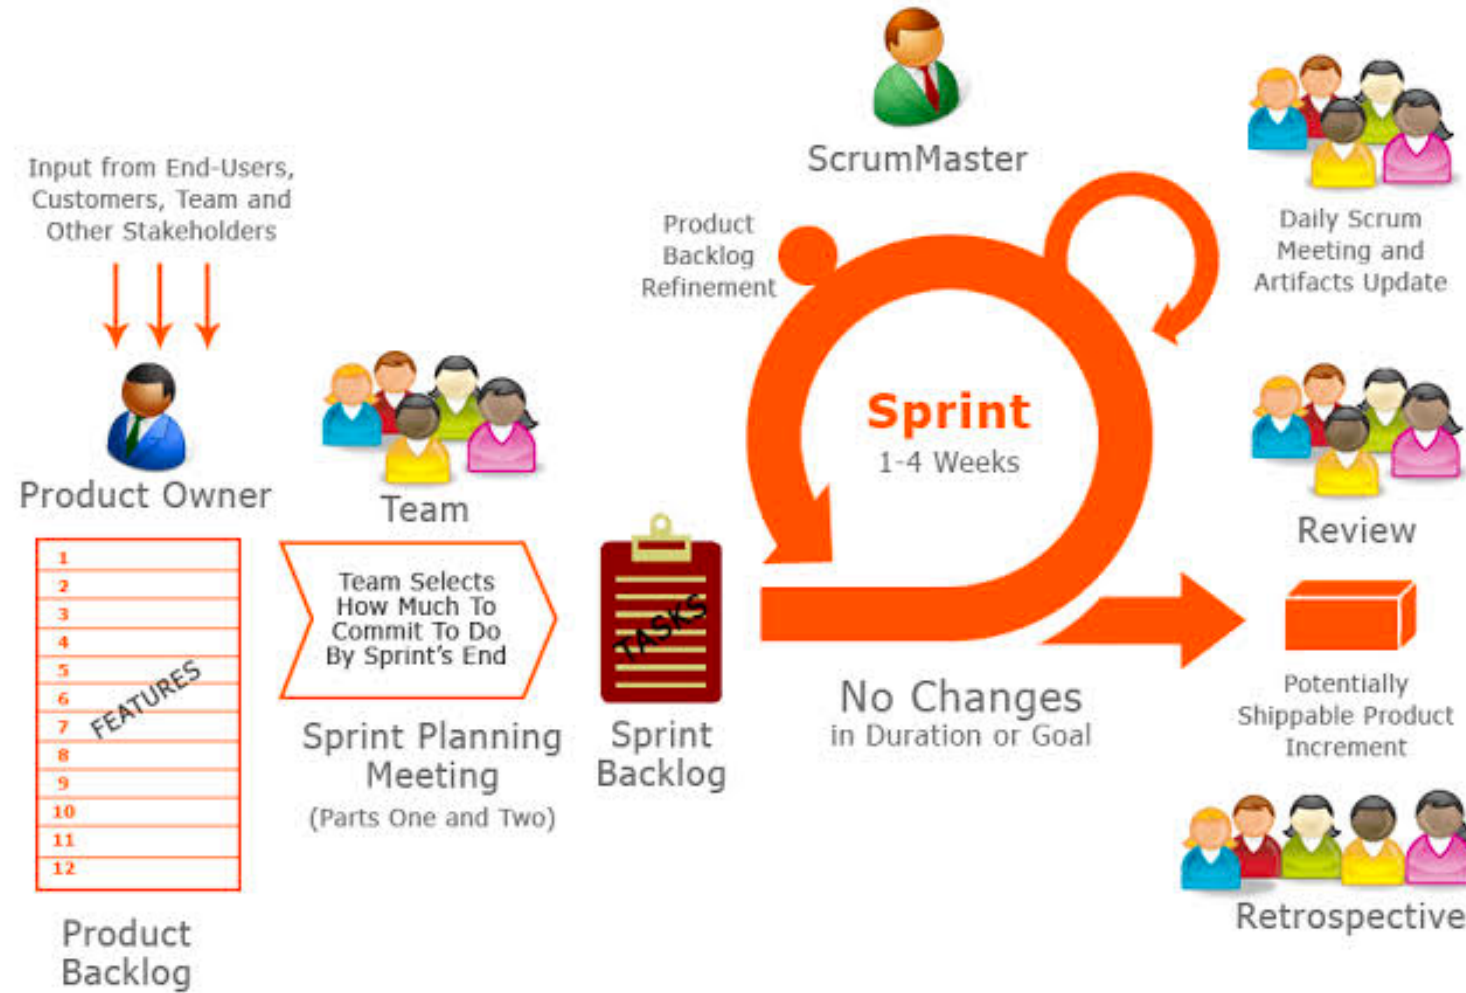 Input from End-Users,
Customers, Team and
Other Stakeholders
Product Owner
1
2
3
4
5
6
7
8
9
10
11
12
FEATURES
Product
Backlog
Team
Team Selects
How Much To
Commit To Do
By Sprint's End
Sprint Planning
Meeting
(Parts One and Two)
TASKS
Sprint
Backlog
ScrumMaster
Product
Backlog
Refinement
Sprint
1-4 Weeks
No Changes
in Duration or Goal
Daily Scrum
Meeting and
Artifacts Update
Review
Potentially
Shippable Product
Increment
Retrospective